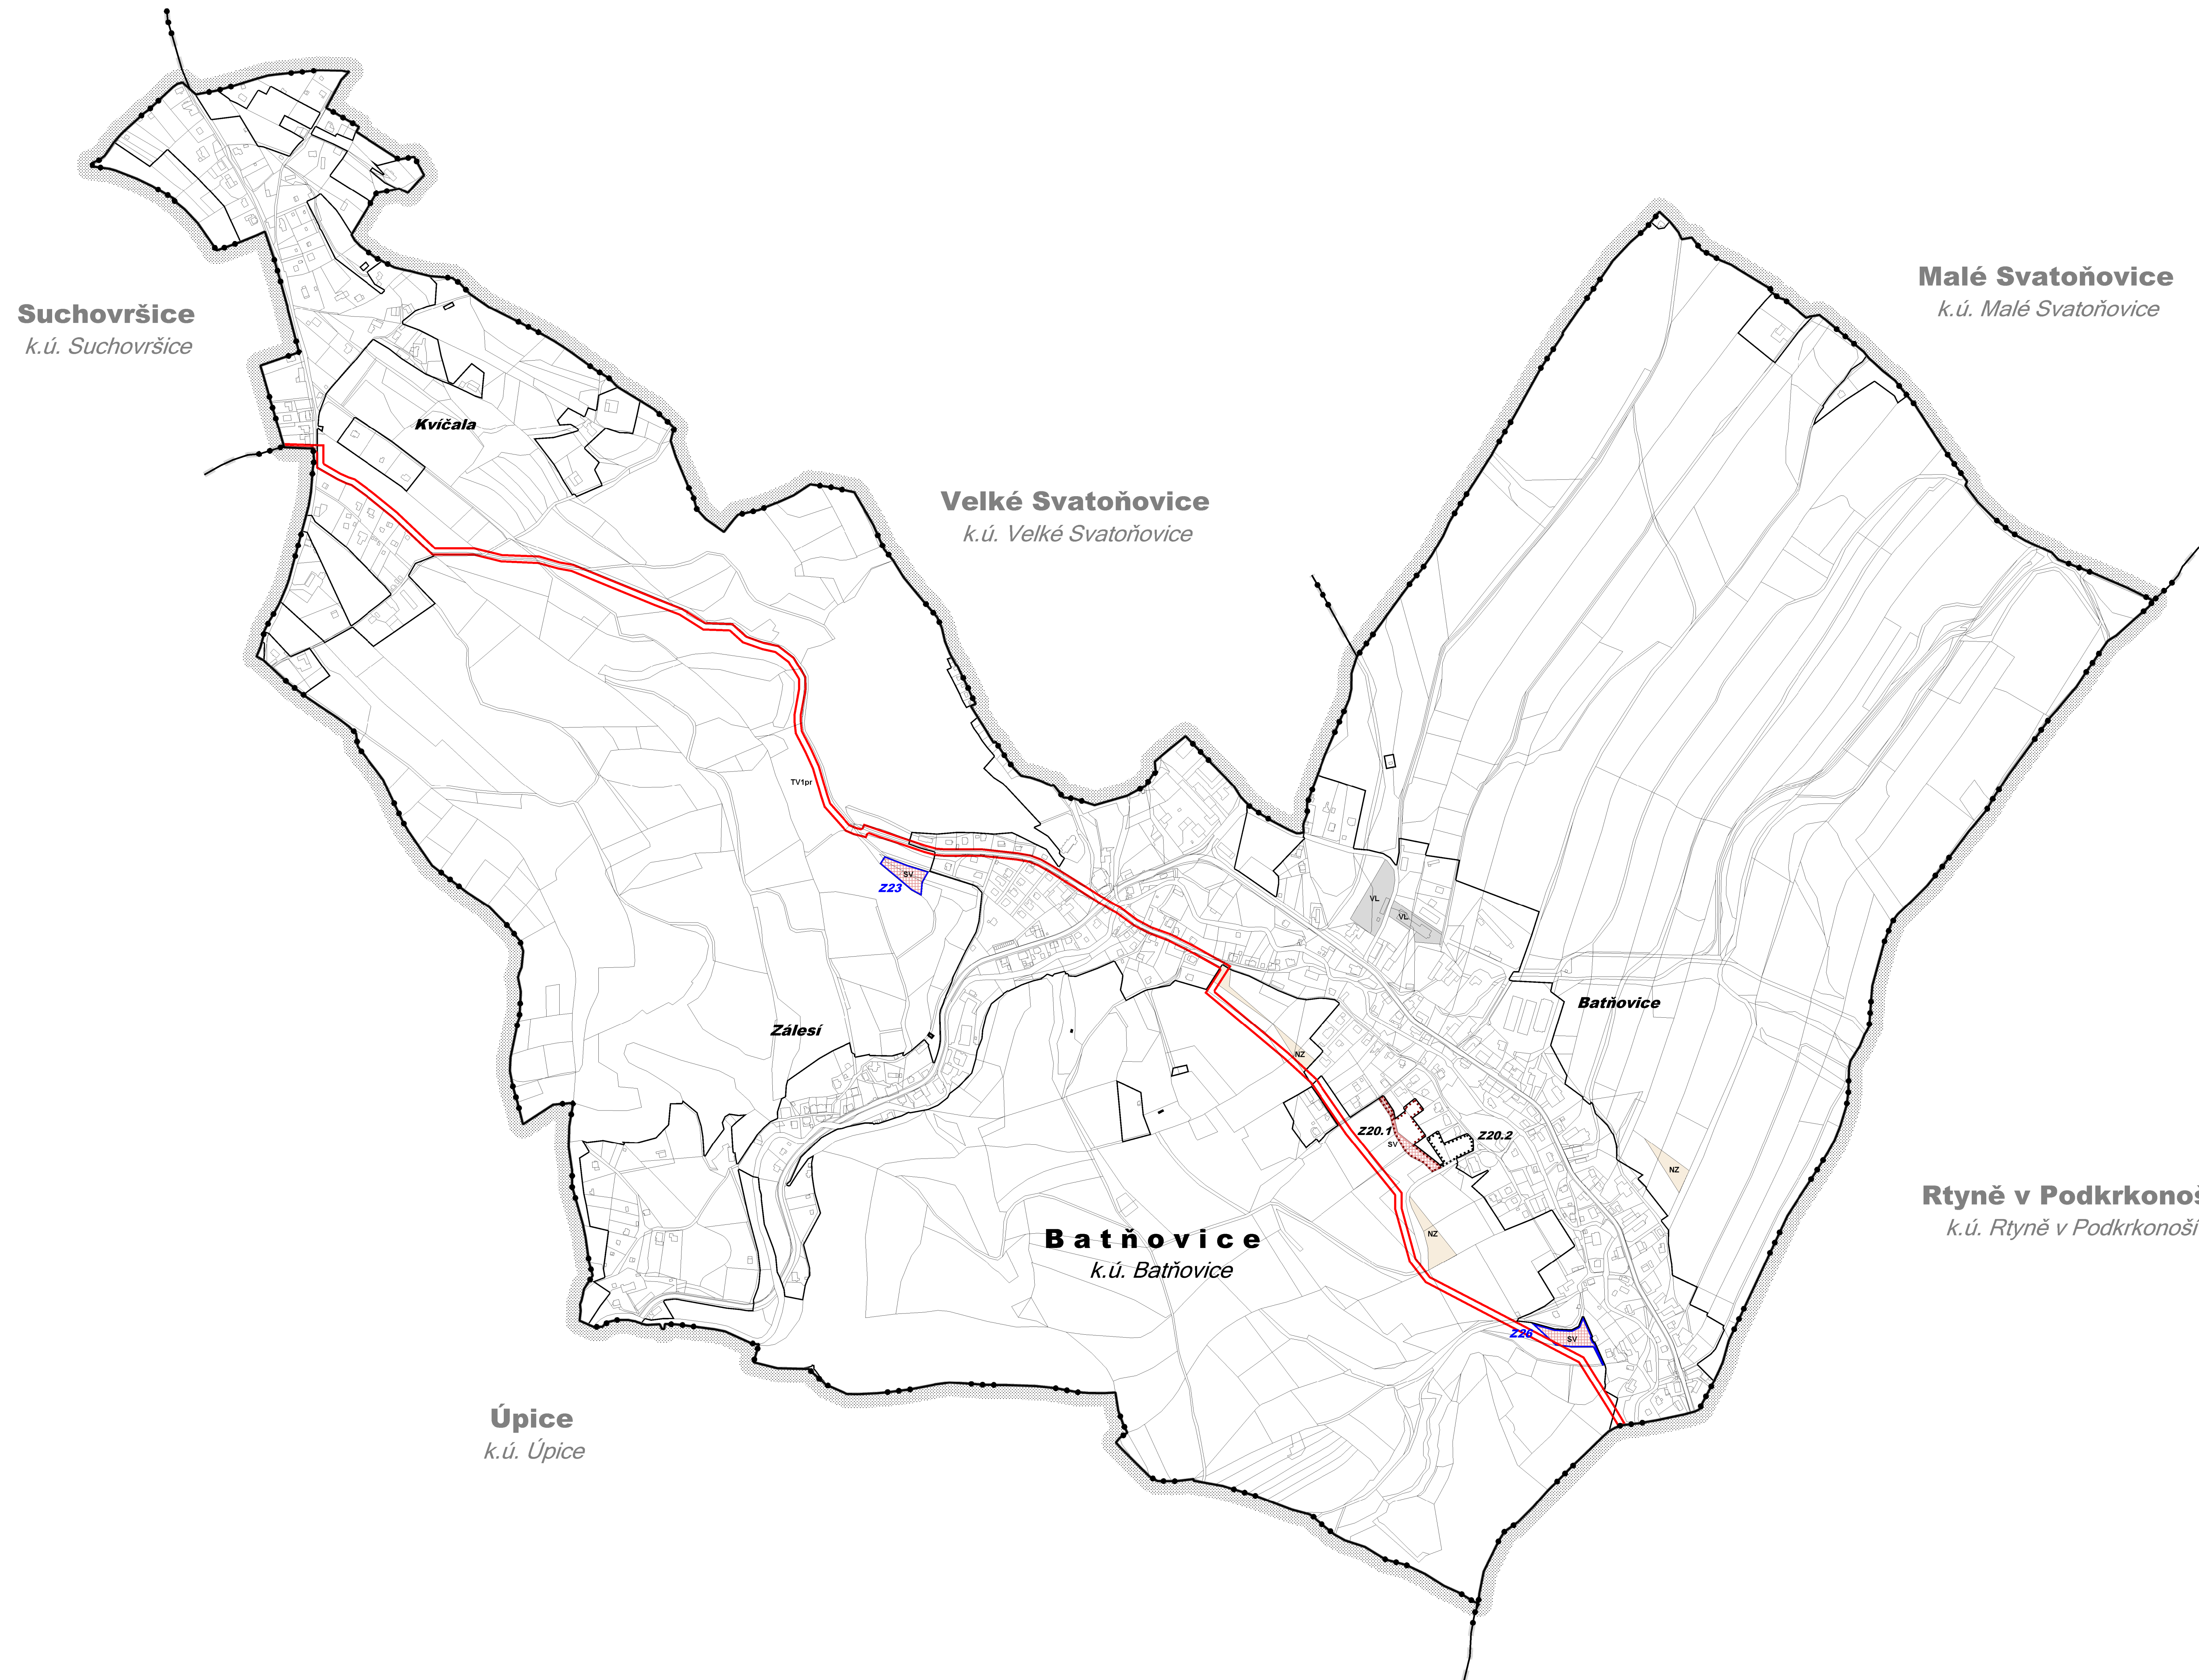 Malé Svatoňovice
k.ú. Malé Svatoňovice
Suchovršice
k.ú. Suchovršice
Kvíčala
Velké Svatoňovice
k.ú. Velké Svatoňovice
TV1pr
SV
Z23
VL
VL
Batňovice
Zálesí
NZ
Z20.1
Z20.2
SV
NZ
Rtyně v Podkrkonoš
k.ú. Rtyně v Podkrkonoší
NZ
Batňovice
k.ú. Batňovice
Z26
SV
Úpice
k.ú. Úpice